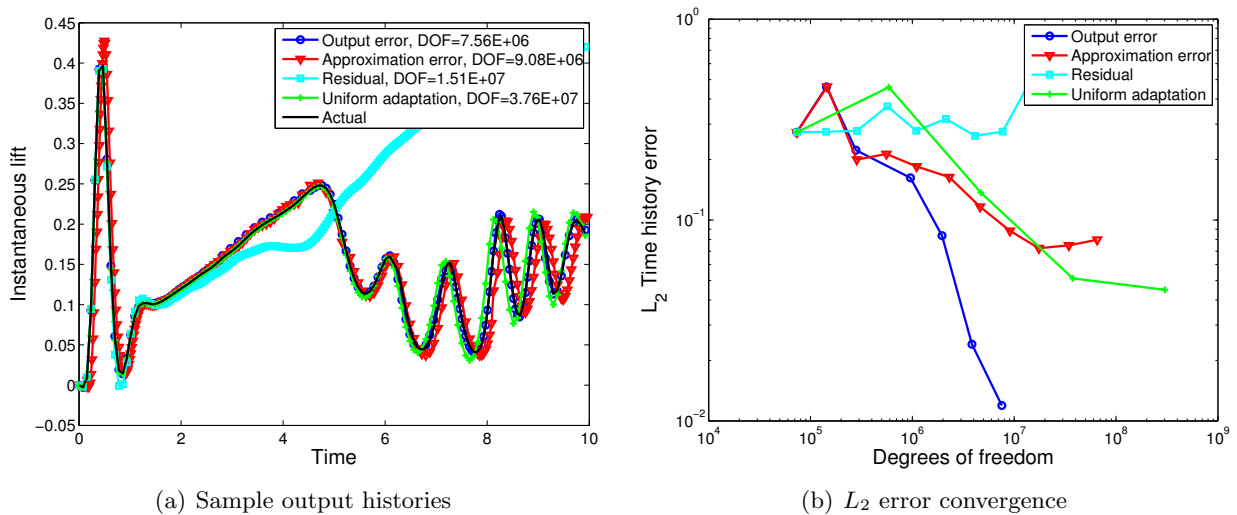 0.45
0.4
0.35
0.3
0.25
0.2
0.15
0.1
0.05
0
−0.05
0
2
4
6
8
10
Instantaneous lift
Time
Output error, DOF=7.56E+06
Approximation error, DOF=9.08E+06
Residual, DOF=1.51E+07
Uniform adaptation, DOF=3.76E+07
Actual
(a) Sample output histories
10^0
10^−1
10^−2
10^4
10^5
10^6
10^7
10^8
10^9
L_2 Time history error
Degrees of freedom
Output error
Approximation error
Residual
Uniform adaptation
(b) L_2 error convergence